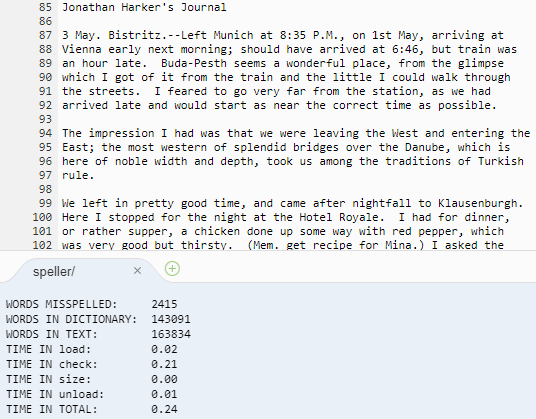 85 Jonathan Harker's Journal
86
87 3 May. Bistritz.--Left Munich at 8:35 P.M., on 1st May, arriving at
88 Vienna early next morning; should have arrived at 6:46, but train was
89 an hour late.  Buda-Pesth seems a wonderful place, from the glimpse
90 which I got of it from the train and the little I could walk through
91 the streets.  I feared to go very far from the station, as we had
92 arrived late and would start as near the correct time as possible.
93
94 The impression I had was that we were leaving the West and entering the
95 East; the most western of splendid bridges over the Danube, which is
96 here of noble width and depth, took us among the traditions of Turkish
97 rule.
98
99 We left in pretty good time, and came after nightfall to Klausenburgh.
100 Here I stopped for the night at the Hotel Royale.  I had for dinner,
101 or rather supper, a chicken done up some way with red pepper, which
102 was very good but thirsty.  (Mem. get recipe for Mina.) I asked the
speller/
WORDS MISSPELLED:     2415
WORDS IN DICTIONARY:  143091
WORDS IN TEXT:        163834
TIME IN load:         0.02
TIME IN check:        0.21
TIME IN size:         0.00
TIME IN unload:       0.01
TIME IN TOTAL:        0.24